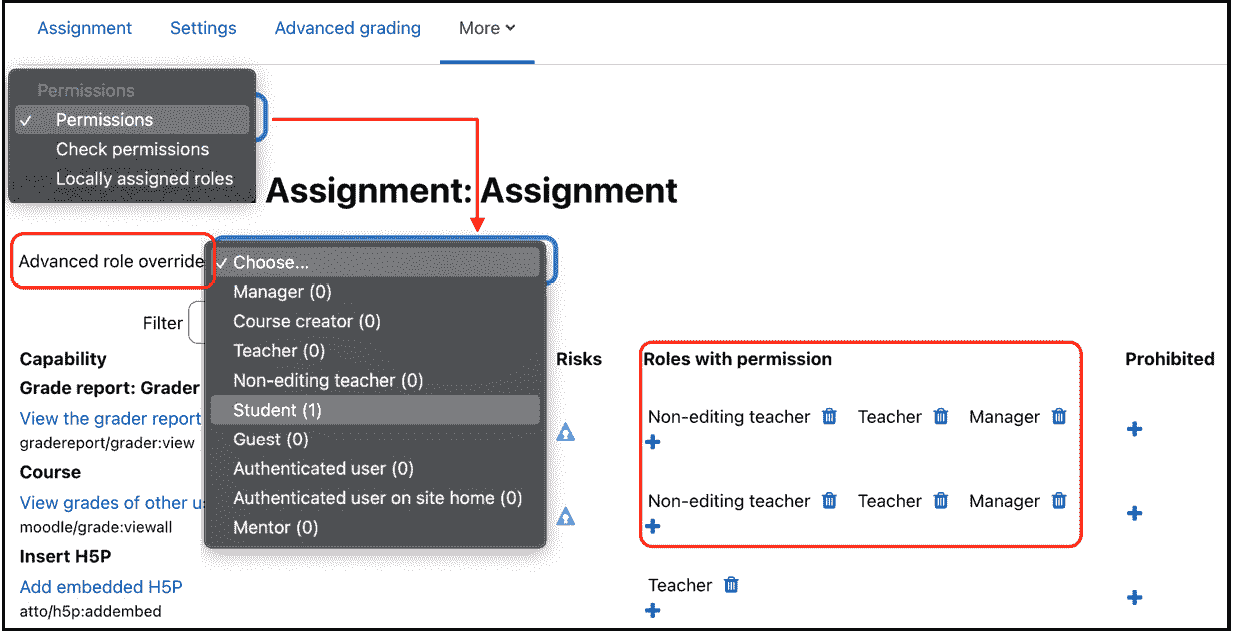 Assignment Settings Advanced grading More
Permissions
Permissions
Check permissions
Locally assigned roles
Assignment: Assignment
Advanced role override
Choose...
Manager (0)
Course creator (0)
Teacher (0)
Non-editing teacher (0)
Student (1)
Guest (0)
Authenticated user (0)
Authenticated user on site home (0)
Mentor (0)
Filter
Capability Risks Roles with permission Prohibited
Grade report: Grader
View the grader report
gradereport/grader:view
Non-editing teacher Teacher Manager
Course
View grades of other
moodle/grade:viewall
Non-editing teacher Teacher Manager
Insert H5P
Add embedded H5P
atto/h5p:addembed
Teacher